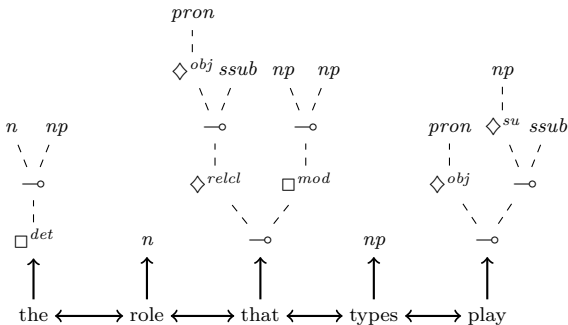 pron
◇obj ssub np np np
⊸ ⊸
n np pron ◇su ssub
⊸ ◇relcl □mod ◇obj ⊸
□det n ⊸ np ⊸
the role that types play